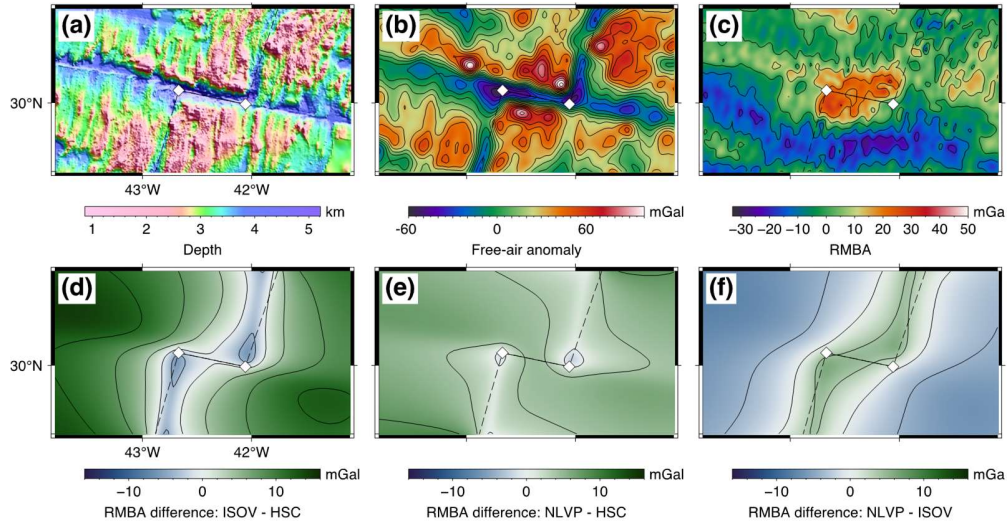 (a)
(b)
(c)
30°N
43°W 42°W
km
1 2 3 4 5
Depth
mGal
-60 0 60
Free-air anomaly
mGa
−30 −20 −10 0 10 20 30 40 50
RMBA
(d)
(e)
(f)
30°N
43°W 42°W
mGal
−10 0 10
RMBA difference: ISOV - HSC
mGal
−10 0 10
RMBA difference: NLVP - HSC
mGa
−10 0 10
RMBA difference: NLVP - ISOV